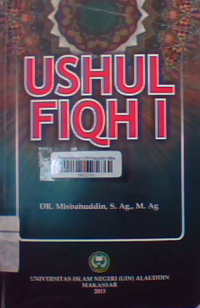 USHUL
FIQH I
DR. Misbahuddin, S. Ag., M. Ag
UNIVERSITAS ISLAM NEGERI (UIN) ALAUDDIN
MAKASSAR
2013